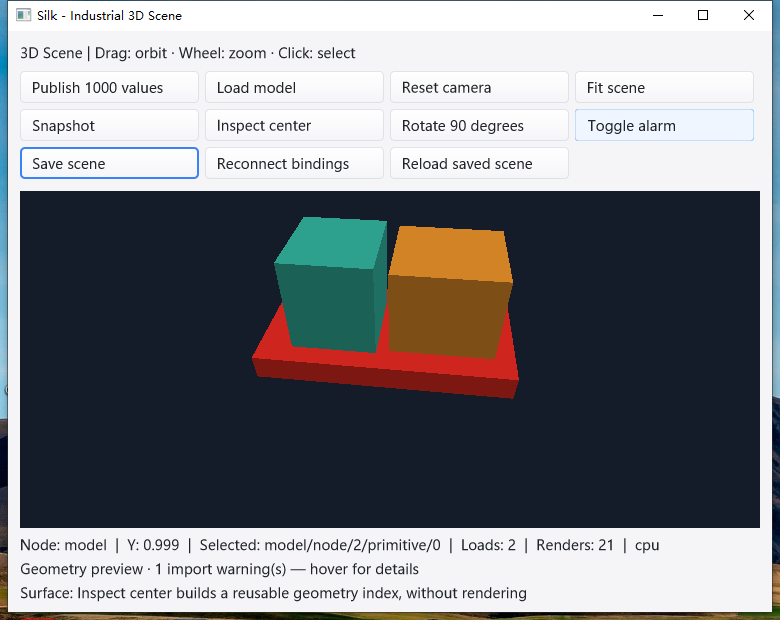 Silk - Industrial 3D Scene
3D Scene | Drag: orbit · Wheel: zoom · Click: select
Publish 1000 values Load model Reset camera Fit scene
Snapshot Inspect center Rotate 90 degrees Toggle alarm
Save scene Reconnect bindings Reload saved scene
Node: model | Y: 0.999 | Selected: model/node/2/primitive/0 | Loads: 2 | Renders: 21 | cpu
Geometry preview · 1 import warning(s) — hover for details
Surface: Inspect center builds a reusable geometry index, without rendering